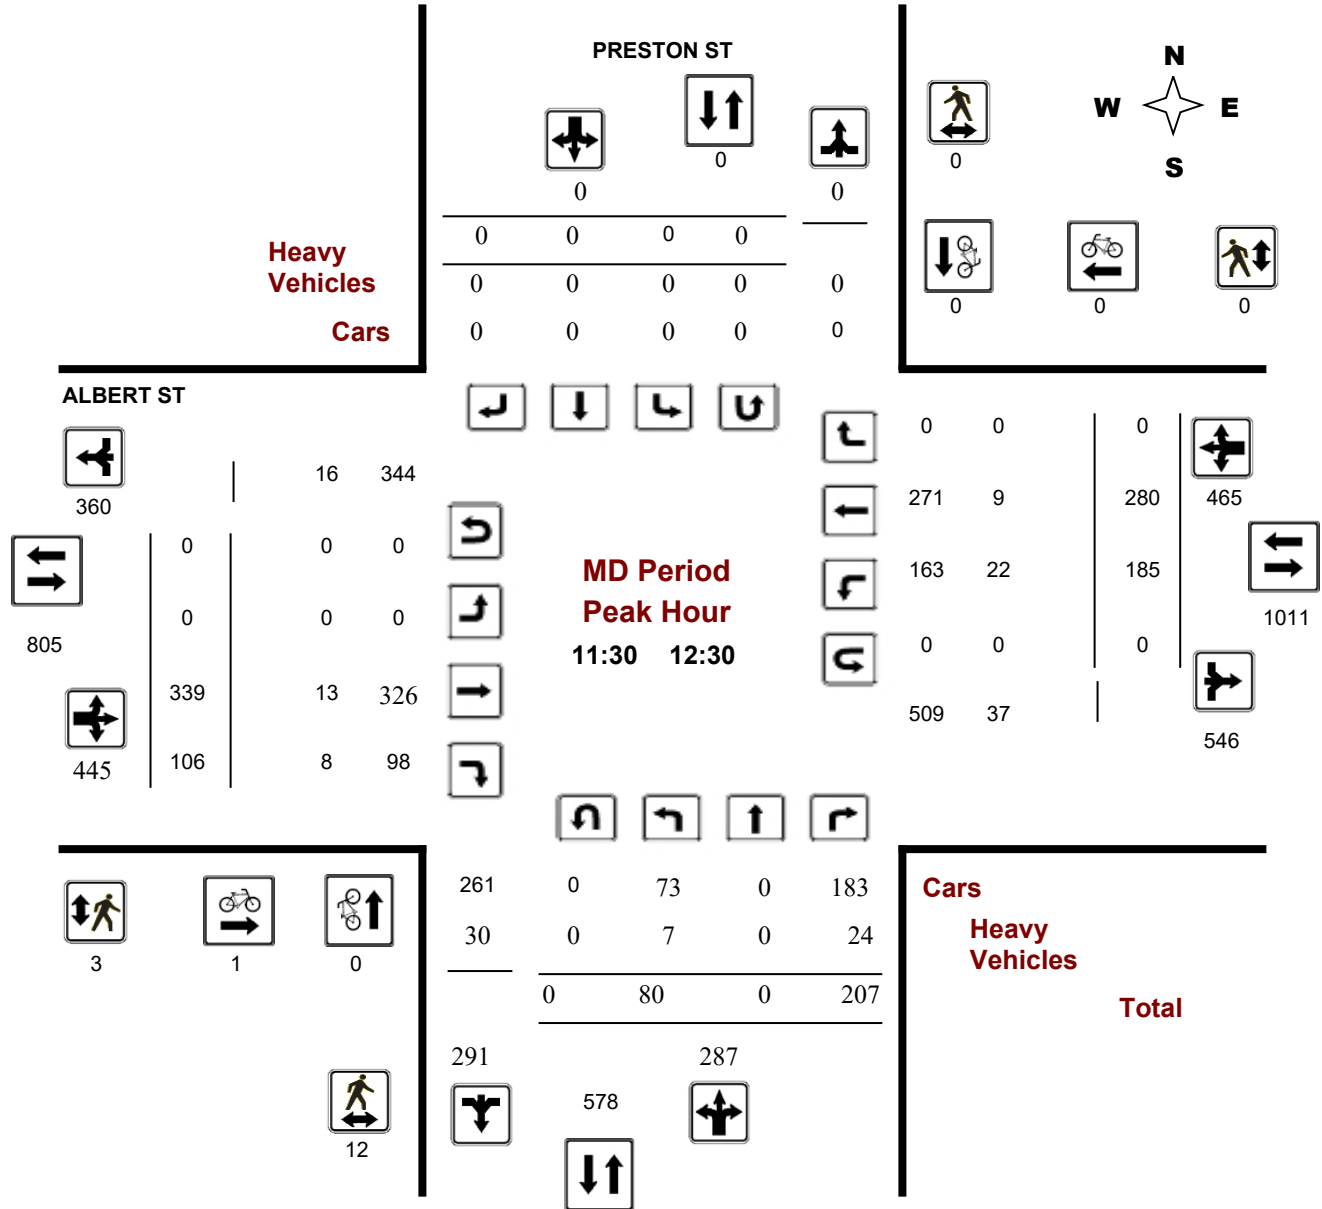 PRESTON ST
N
W E
S
0
0
0 0
0
0 0 0 0
Heavy
Vehicles
0 0 0 0 0
0 0 0
Cars
0 0 0 0 0
ALBERT ST
0 0 0
16 344
360
271 9 280 465
0 0 0
MD Period
163 22 185
Peak Hour
0 0 0
1011
805
11:30 12:30
0 0 0
339 13 326
509 37
546
445
106 8 98
261 0 73 0 183
Cars
30 0 7 0 24
Heavy
Vehicles
3 1 0
0 80 0 207
Total
291 287
578
12